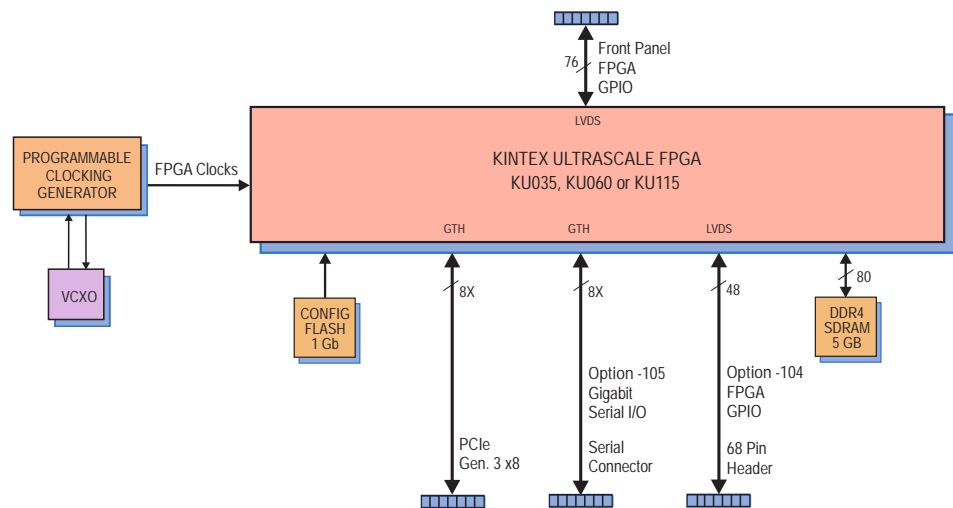 76
Front Panel
FPGA
GPIO
LVDS
KINTEX ULTRASCALE FPGA
KU035, KU060 or KU115
GTH
GTH
LVDS
PROGRAMMABLE
CLOCKING
GENERATOR
FPGA Clocks
VCXO
CONFIG
FLASH
1 Gb
8X
8X
48
80
DDR4
SDRAM
5 GB
PCIe
Gen. 3 x8
Option -105
Gigabit
Serial I/O
Serial
Connector
Option -104
FPGA
GPIO
68 Pin
Header